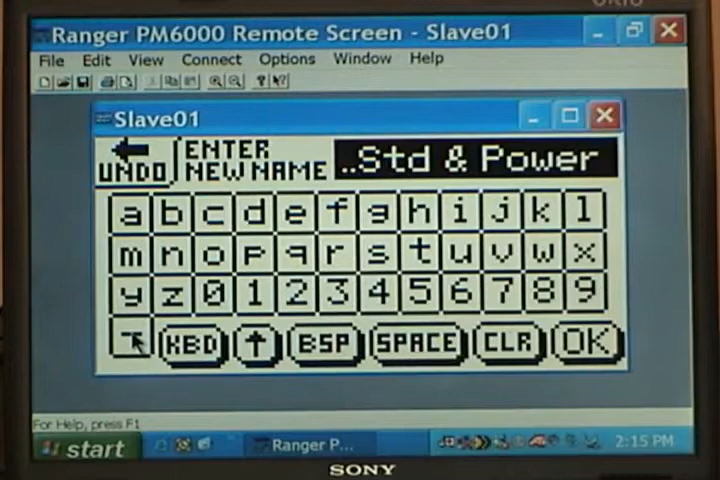 Ranger PM6000 Remote Screen - Slave01
File Edit View Connect Options Window Help
Slave01
UNDO ENTER NEW NAME ..Std & Power
a b c d e f g h i j k l
m n o p q r s t u v w x
y z 0 1 2 3 4 5 6 7 8 9
KBD ↑ BSP SPACE CLR OK
For Help, press F1
start Ranger P... 2:15 PM
SONY